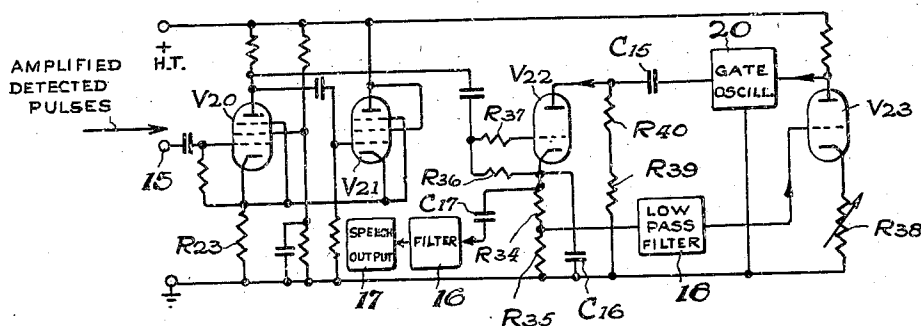 +
H.T.
AMPLIFIED
DETECTED
PULSES
15
V20
R23
V21
R37
R36
C17
SPEECH
OUTPUT
17
FILTER
16
R34
R35
C16
V22
C15
R40
R39
20
GATE
OSCILL.
LOW
PASS
FILTER
18
V23
R38